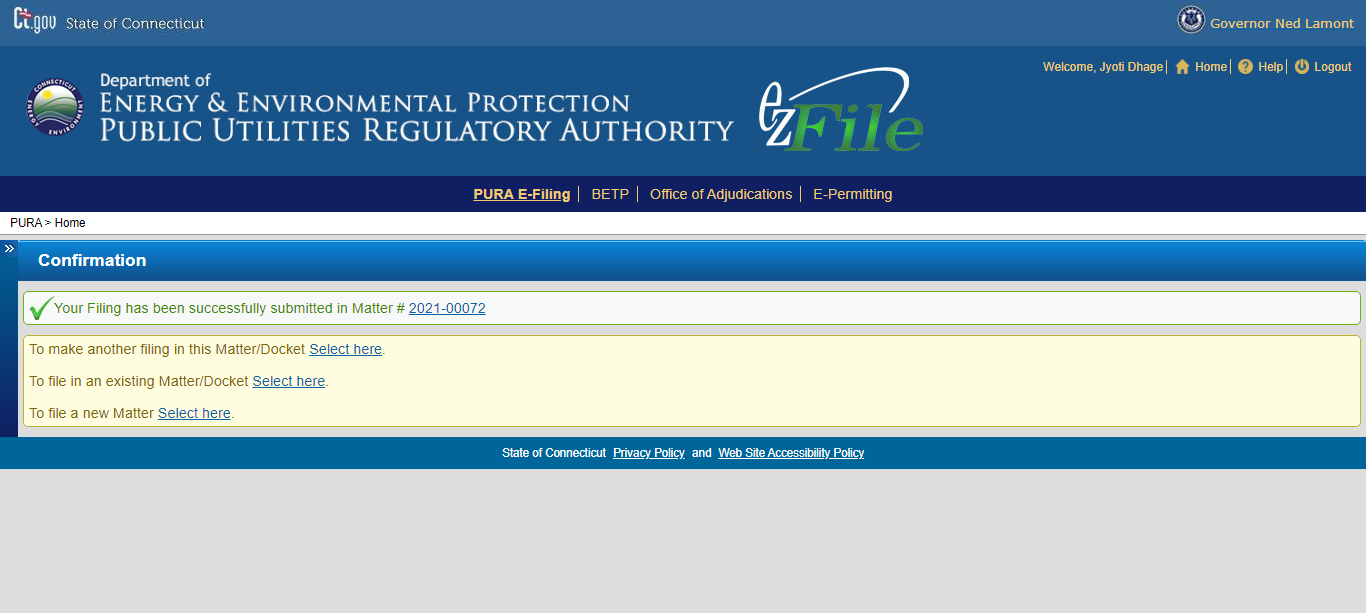 Ct.gov State of Connecticut
Governor Ned Lamont
Welcome, Jyoti Dhage | Home | Help | Logout
CONNECTICUT
ENERGY ENVIRONMENT
Department of
ENERGY & ENVIRONMENTAL PROTECTION
PUBLIC UTILITIES REGULATORY AUTHORITY
ezFile
PURA E-Filing | BETP | Office of Adjudications | E-Permitting
PURA > Home
»
Confirmation
Your Filing has been successfully submitted in Matter # 2021-00072
To make another filing in this Matter/Docket Select here.
To file in an existing Matter/Docket Select here.
To file a new Matter Select here.
State of Connecticut Privacy Policy and Web Site Accessibility Policy